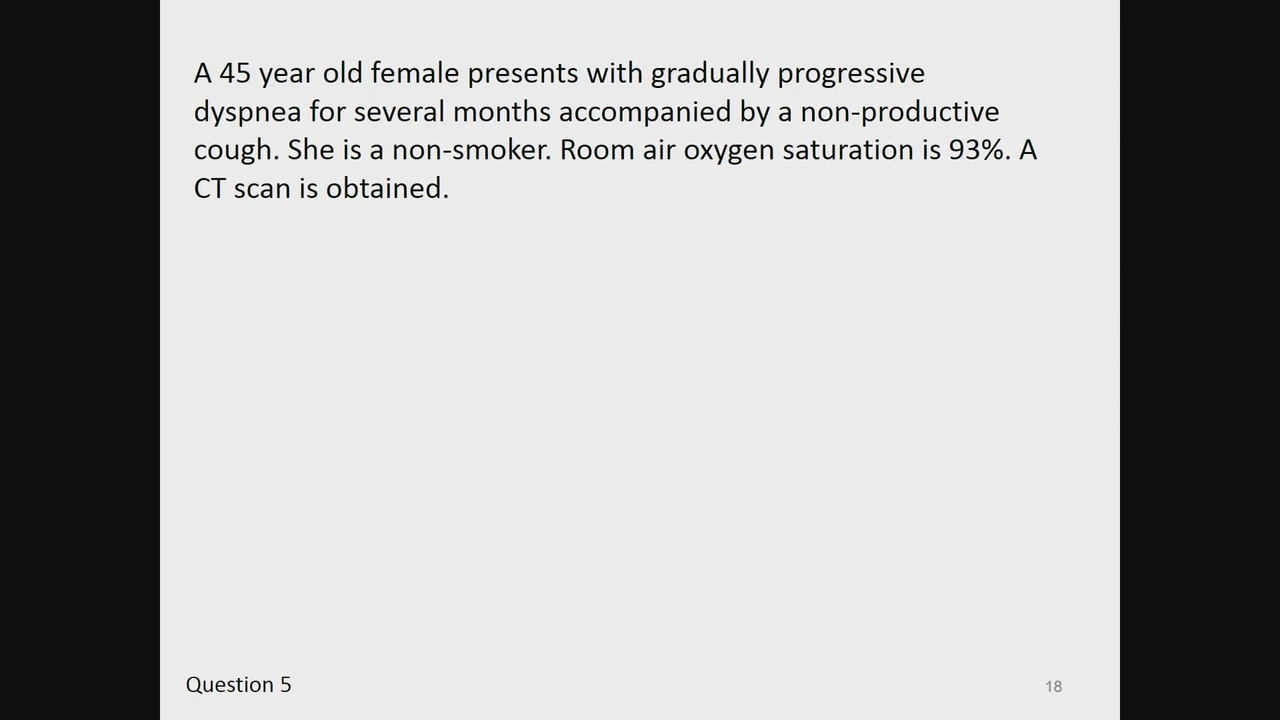 A 45 year old female presents with gradually progressive
dyspnea for several months accompanied by a non-productive
cough. She is a non-smoker. Room air oxygen saturation is 93%. A
CT scan is obtained.
Question 5
18